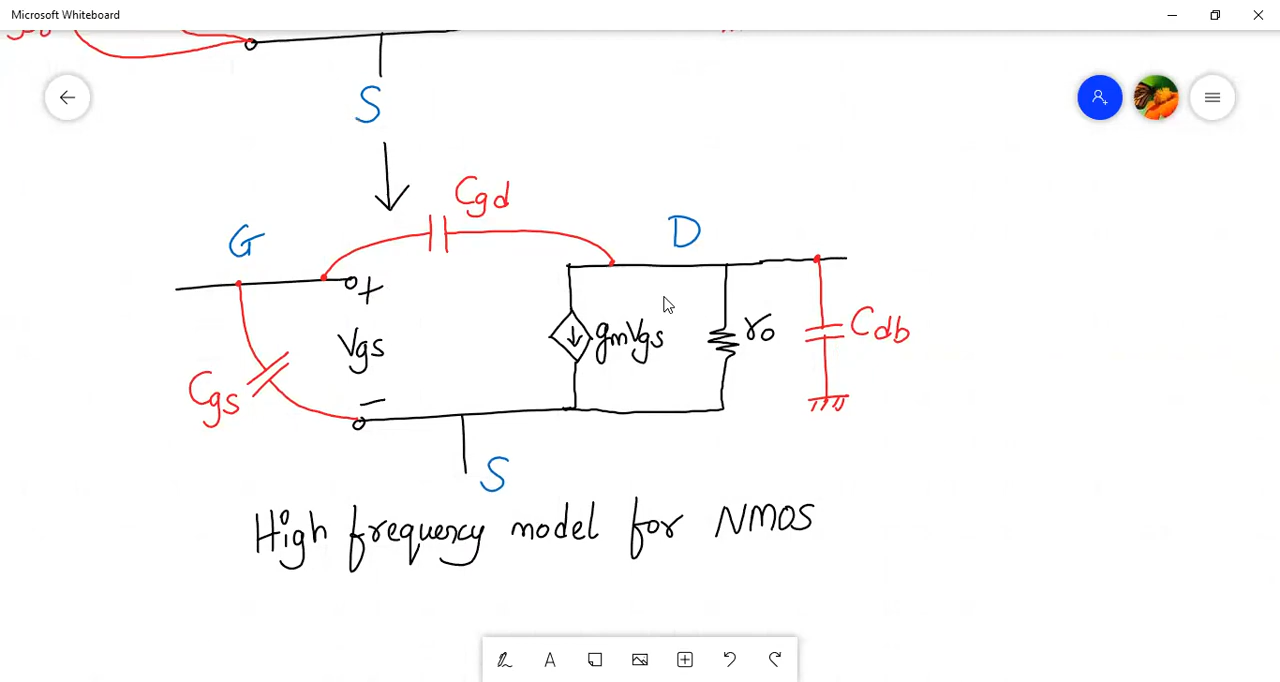 Microsoft Whiteboard
S
Cgd
G
D
+
Vgs
gmVgs
ro
Cdb
Cgs
−
S
High frequency model for NMOS
A